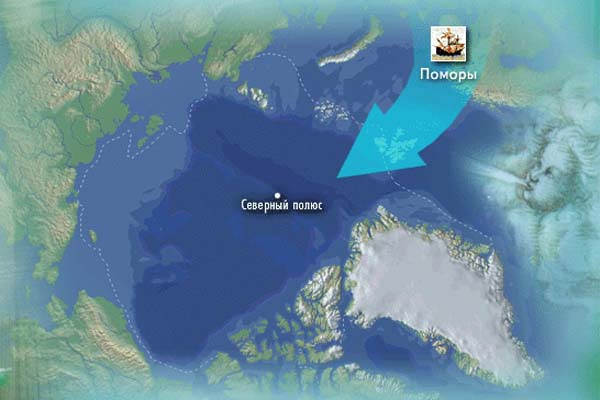 Поморы
Северный полюс